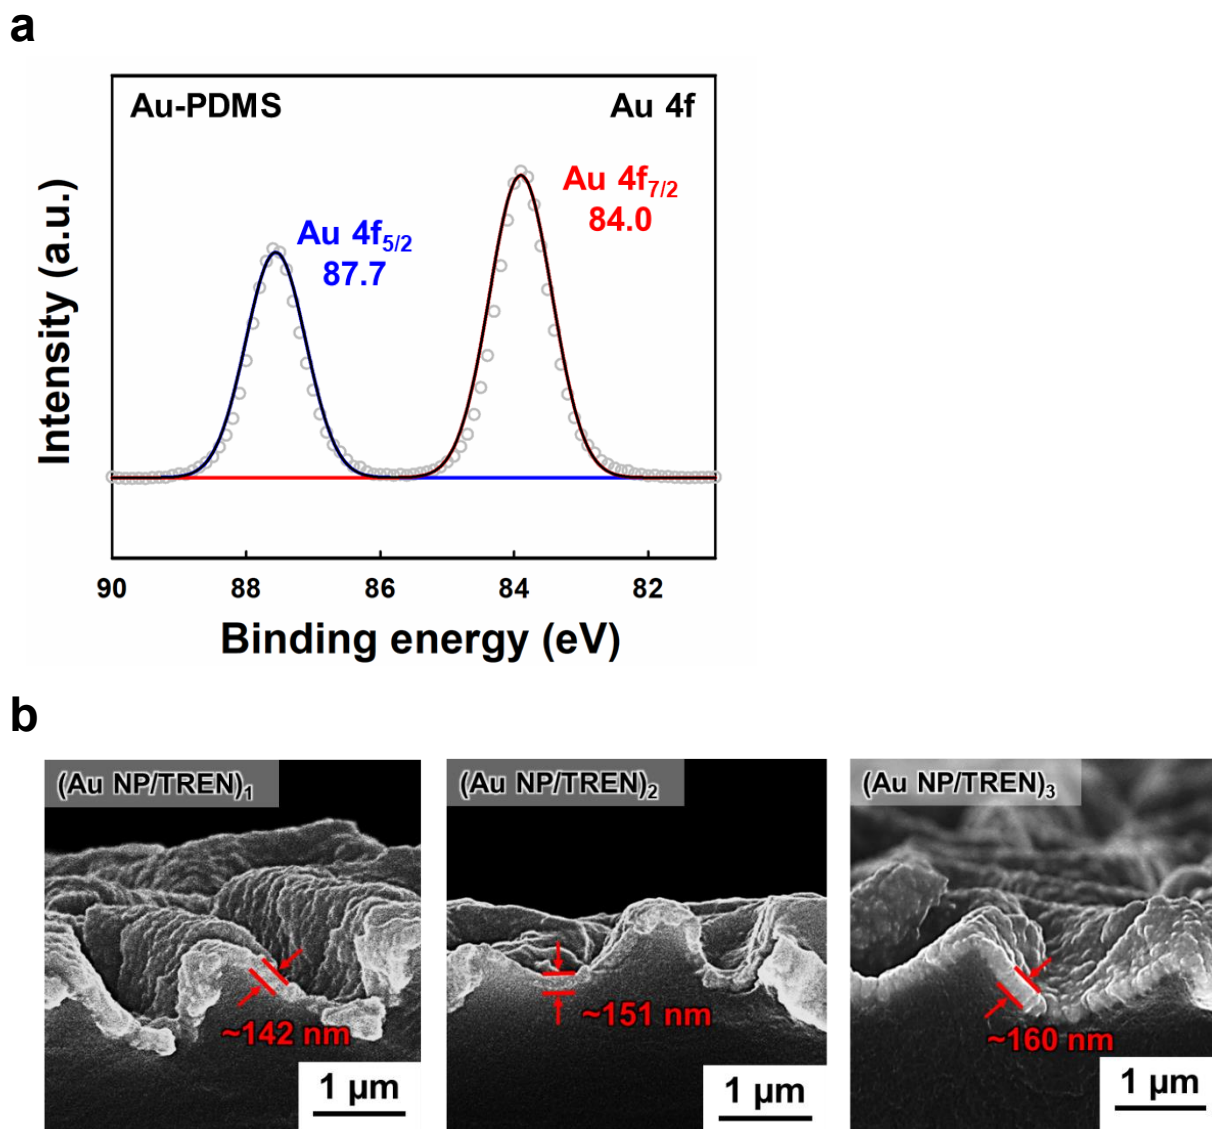 a
Au-PDMS
Au 4f
Au 4f7/2
84.0
Au 4f5/2
87.7
Intensity (a.u.)
90 88 86 84 82
Binding energy (eV)
b
(Au NP/TREN)1
(Au NP/TREN)2
(Au NP/TREN)3
~142 nm
~151 nm
~160 nm
1 μm
1 μm
1 μm